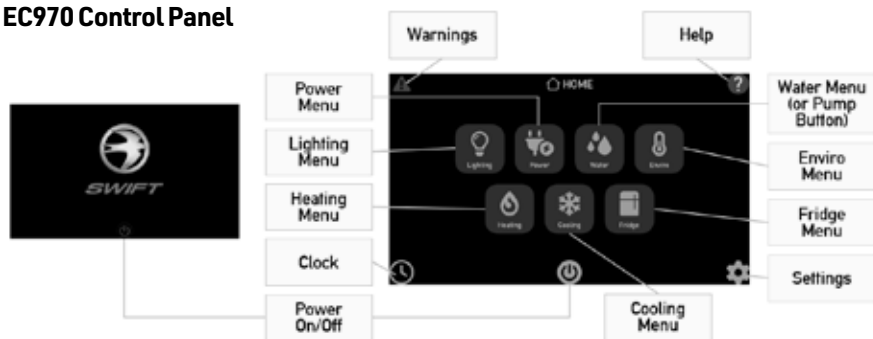 EC970 Control Panel
Warnings
Help
Power
Menu
HOME
?
Water Menu
(or Pump
Button)
Lighting
Menu
Lighting
Power
Water
Enviro
Enviro
Menu
SWIFT
Heating
Menu
Heating
Cooling
Fridge
Fridge
Menu
Clock
Settings
Power
On/Off
Cooling
Menu